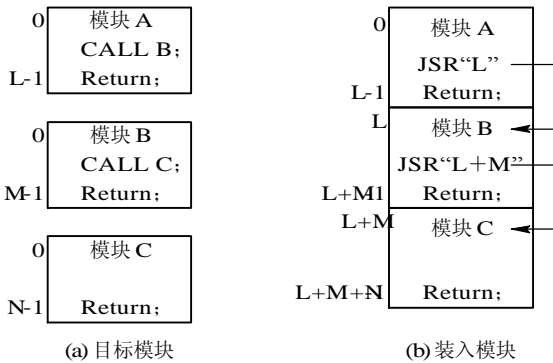 0
模块 A
CALL B;
L-1
Return;
0
模块 B
CALL C;
M-1
Return;
0
模块 C
N-1
Return;
(a) 目标模块
0
模块 A
JSR“L”
L-1
Return;
L
模块 B
JSR“L+M”
L+M-1
Return;
L+M
模块 C
L+M+N
Return;
(b) 装入模块